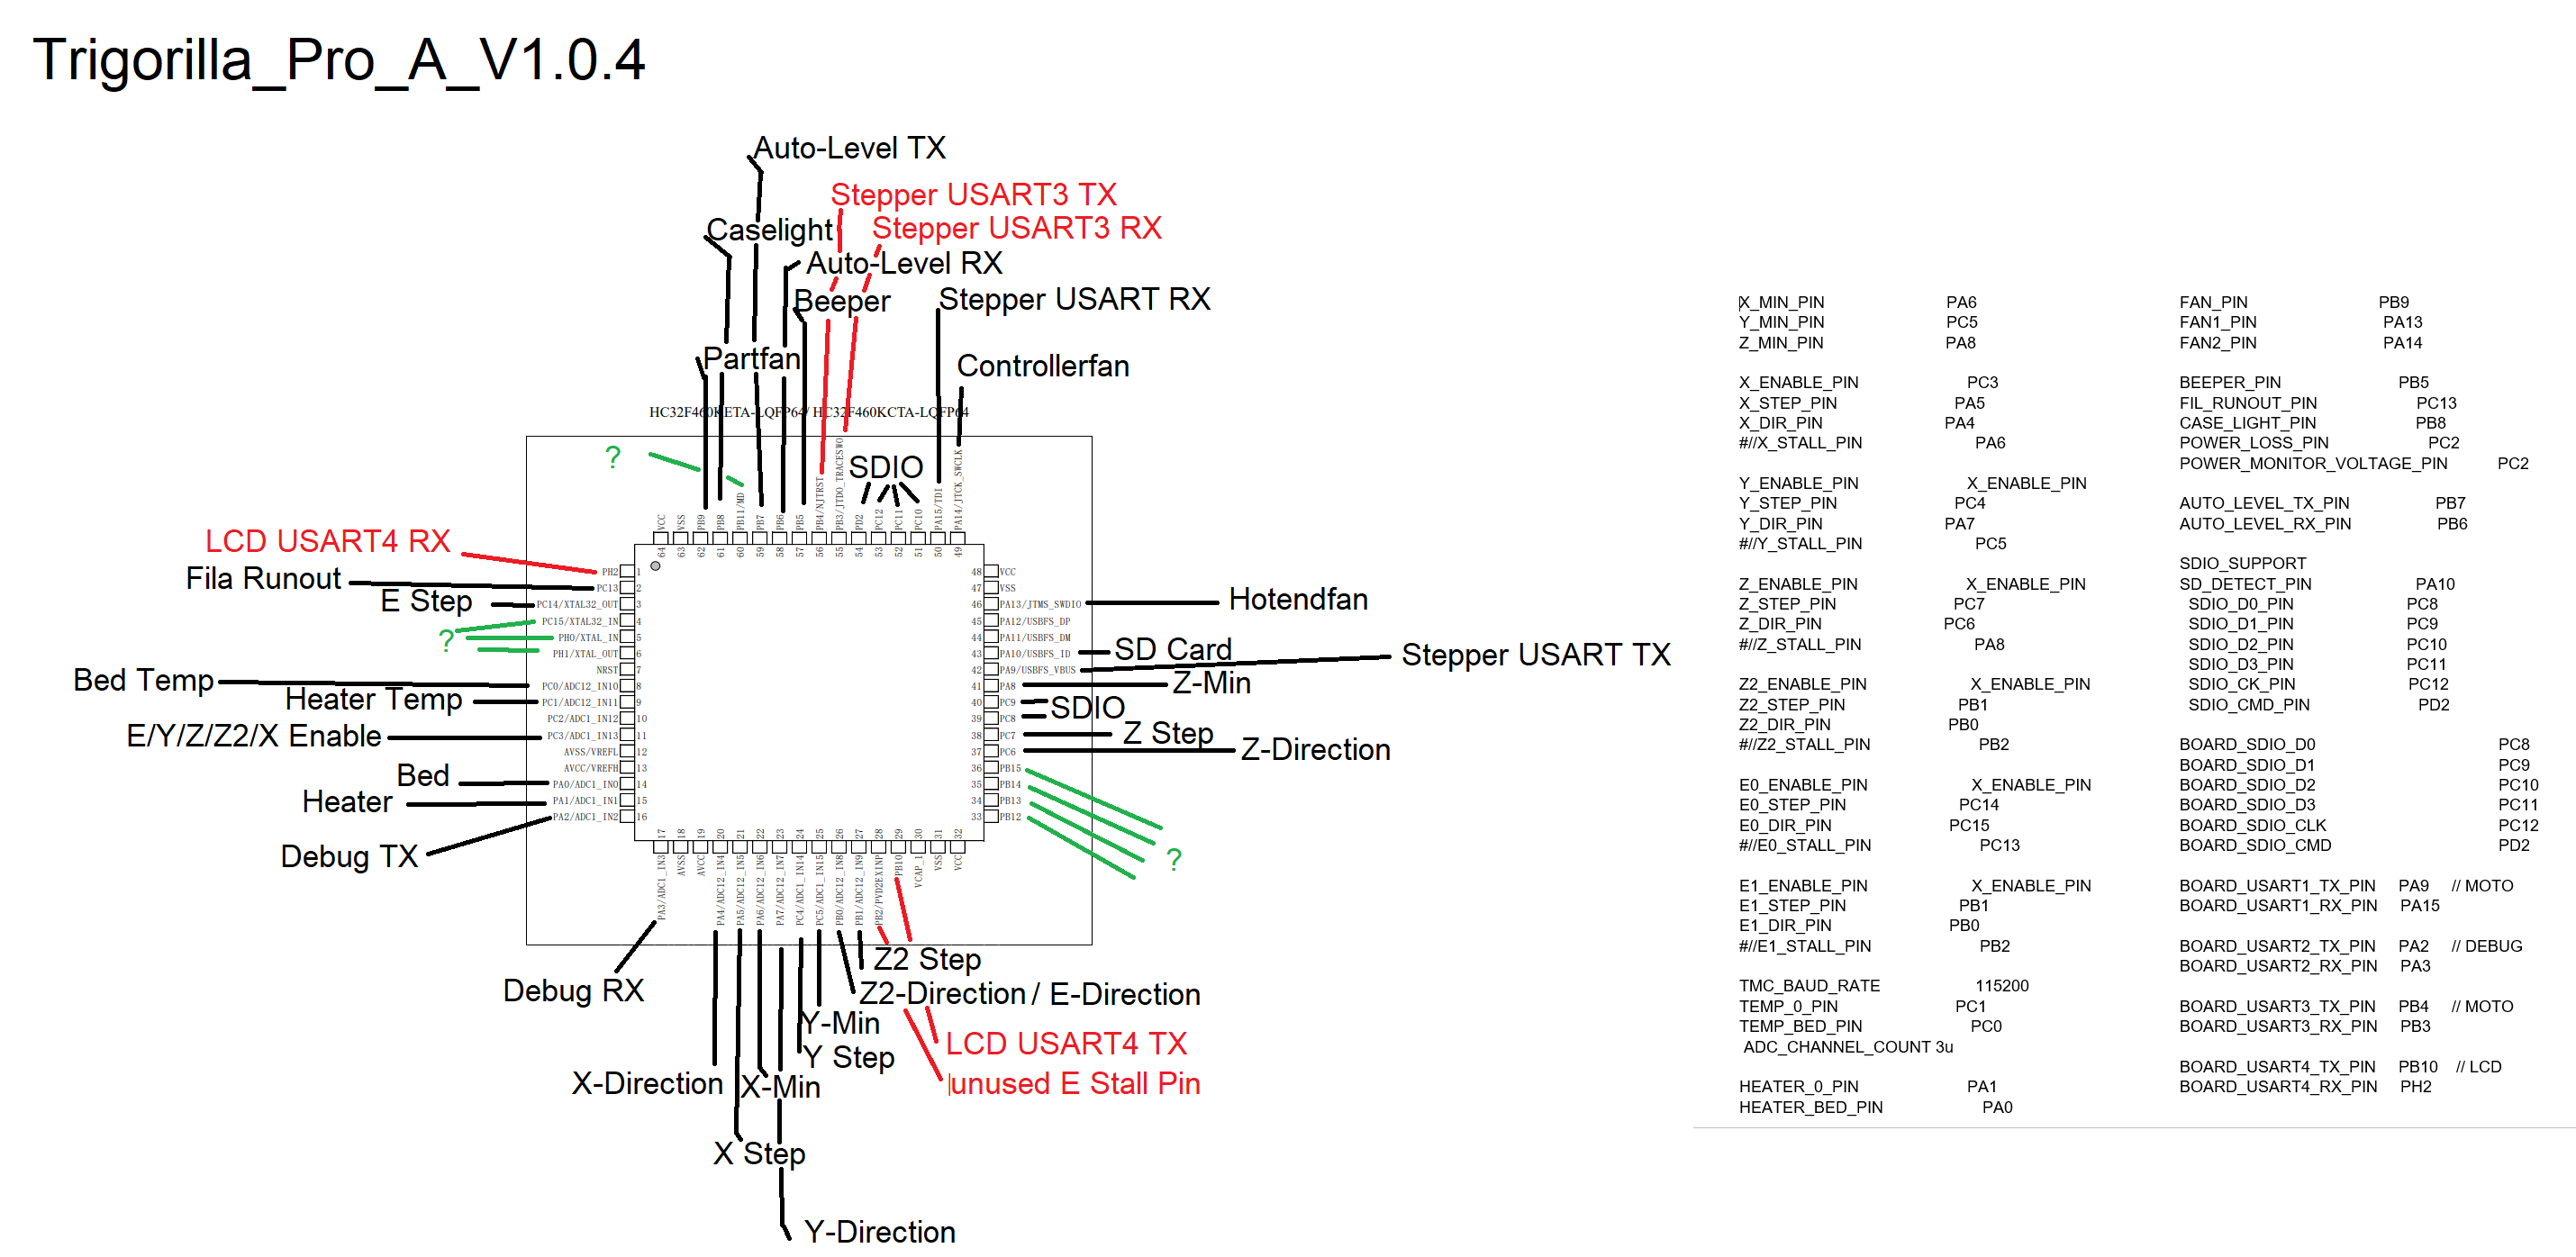 Trigorilla_Pro_A_V1.0.4
Auto-Level TX
Stepper USART3 TX
Caselight
Stepper USART3 RX
Auto-Level RX
Beeper
Stepper USART RX
Partfan
Controllerfan
HC32F460KETA-LQFP64/ HC32F460KCTA-LQFP64
?
SDIO
VCC
VSS
PB9
PB8
PB11/MD
PB7
PB6
PB5
PB4/NJTRST
PB3/JTDO_TRACESWO
PD2
PC12
PC11
PC10
PA15/TDI
PA14/JTCK_SWCLK
64
63
62
61
60
59
58
57
56
55
54
53
52
51
50
49
LCD USART4 RX
Fila Runout
E Step
?
Bed Temp
Heater Temp
E/Y/Z/Z2/X Enable
Bed
Heater
Debug TX
PH2 1
PC13 2
PC14/XTAL32_OUT 3
PC15/XTAL32_IN 4
PH0/XTAL_IN 5
PH1/XTAL_OUT 6
NRST 7
PC0/ADC12_IN10 8
PC1/ADC12_IN11 9
PC2/ADC1_IN12 10
PC3/ADC1_IN13 11
AVSS/VREFL 12
AVCC/VREFH 13
PA0/ADC1_IN0 14
PA1/ADC1_IN1 15
PA2/ADC1_IN2 16
48 VCC
47 VSS
46 PA13/JTMS_SWDIO
45 PA12/USBFS_DP
44 PA11/USBFS_DM
43 PA10/USBFS_ID
42 PA9/USBFS_VBUS
41 PA8
40 PC9
39 PC8
38 PC7
37 PC6
36 PB15
35 PB14
34 PB13
33 PB12
Hotendfan
SD Card
Stepper USART TX
Z-Min
SDIO
Z Step
Z-Direction
?
17
18
19
20
21
22
23
24
25
26
27
28
29
30
31
32
PA3/ADC1_IN3
AVSS
AVCC
PA4/ADC12_IN4
PA5/ADC12_IN5
PA6/ADC12_IN6
PA7/ADC12_IN7
PC4/ADC1_IN14
PC5/ADC1_IN15
PB0/ADC12_IN8
PB1/ADC12_IN9
PB2/PVD2EXINP
PB10
VCAP_1
VSS
VCC
Z2 Step
Debug RX
Z2-Direction / E-Direction
Y-Min
LCD USART4 TX
Y Step
X-Direction
X-Min
unused E Stall Pin
X Step
Y-Direction
X_MIN_PIN PA6
Y_MIN_PIN PC5
Z_MIN_PIN PA8
X_ENABLE_PIN PC3
X_STEP_PIN PA5
X_DIR_PIN PA4
#//X_STALL_PIN PA6
Y_ENABLE_PIN X_ENABLE_PIN
Y_STEP_PIN PC4
Y_DIR_PIN PA7
#//Y_STALL_PIN PC5
Z_ENABLE_PIN X_ENABLE_PIN
Z_STEP_PIN PC7
Z_DIR_PIN PC6
#//Z_STALL_PIN PA8
Z2_ENABLE_PIN X_ENABLE_PIN
Z2_STEP_PIN PB1
Z2_DIR_PIN PB0
#//Z2_STALL_PIN PB2
E0_ENABLE_PIN X_ENABLE_PIN
E0_STEP_PIN PC14
E0_DIR_PIN PC15
#//E0_STALL_PIN PC13
E1_ENABLE_PIN X_ENABLE_PIN
E1_STEP_PIN PB1
E1_DIR_PIN PB0
#//E1_STALL_PIN PB2
TMC_BAUD_RATE 115200
TEMP_0_PIN PC1
TEMP_BED_PIN PC0
ADC_CHANNEL_COUNT 3u
HEATER_0_PIN PA1
HEATER_BED_PIN PA0
FAN_PIN PB9
FAN1_PIN PA13
FAN2_PIN PA14
BEEPER_PIN PB5
FIL_RUNOUT_PIN PC13
CASE_LIGHT_PIN PB8
POWER_LOSS_PIN PC2
POWER_MONITOR_VOLTAGE_PIN PC2
AUTO_LEVEL_TX_PIN PB7
AUTO_LEVEL_RX_PIN PB6
SDIO_SUPPORT
SD_DETECT_PIN PA10
SDIO_D0_PIN PC8
SDIO_D1_PIN PC9
SDIO_D2_PIN PC10
SDIO_D3_PIN PC11
SDIO_CK_PIN PC12
SDIO_CMD_PIN PD2
BOARD_SDIO_D0 PC8
BOARD_SDIO_D1 PC9
BOARD_SDIO_D2 PC10
BOARD_SDIO_D3 PC11
BOARD_SDIO_CLK PC12
BOARD_SDIO_CMD PD2
BOARD_USART1_TX_PIN PA9 // MOTO
BOARD_USART1_RX_PIN PA15
BOARD_USART2_TX_PIN PA2 // DEBUG
BOARD_USART2_RX_PIN PA3
BOARD_USART3_TX_PIN PB4 // MOTO
BOARD_USART3_RX_PIN PB3
BOARD_USART4_TX_PIN PB10 // LCD
BOARD_USART4_RX_PIN PH2